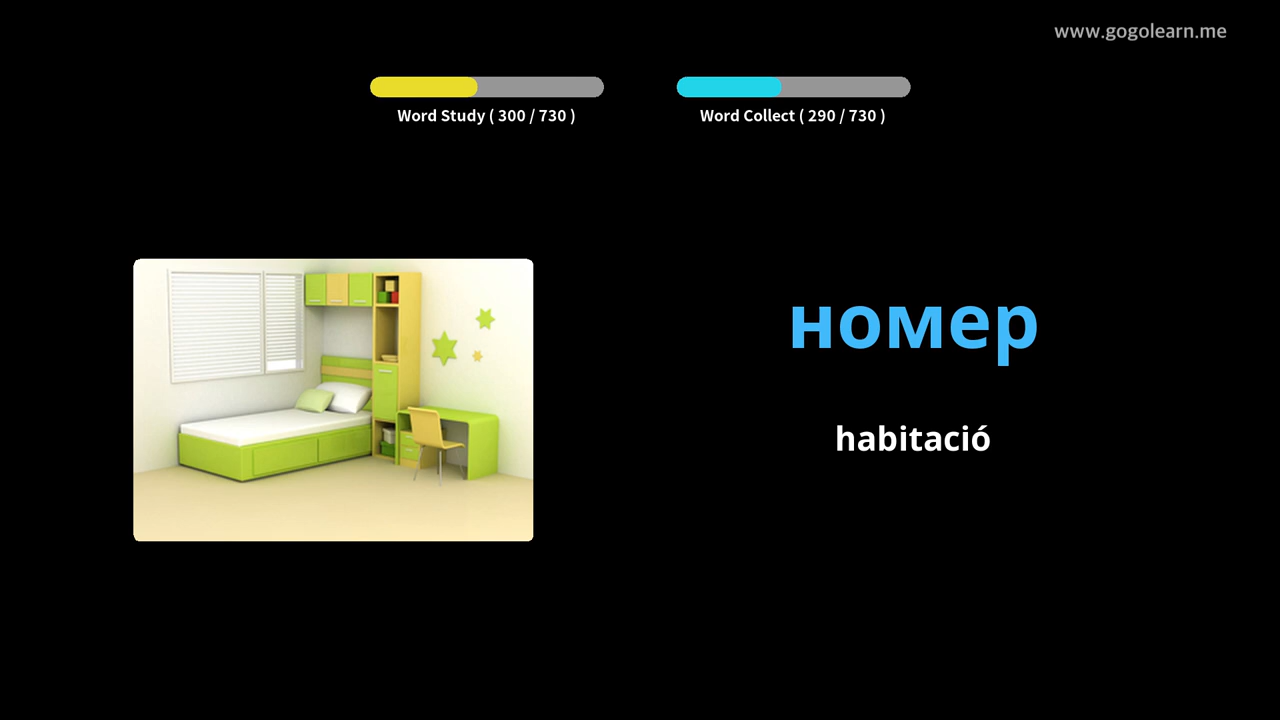 www.gogolearn.me
Word Study ( 300 / 730 )
Word Collect ( 290 / 730 )
номер
habitació